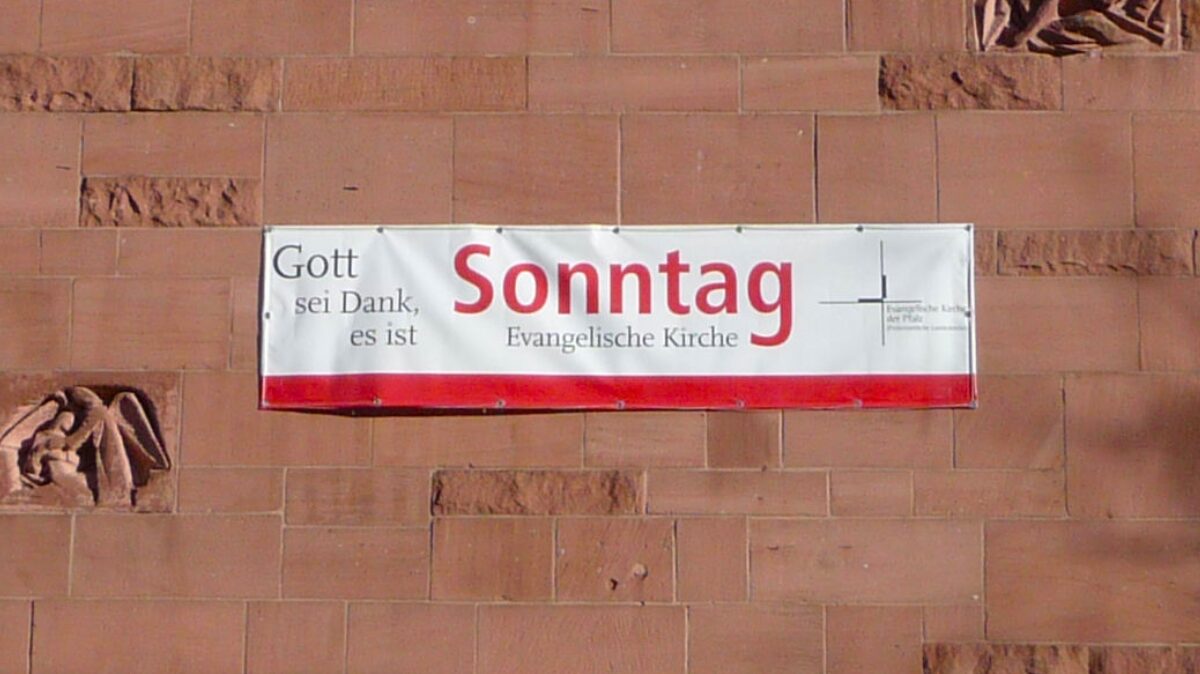 Gott
sei Dank,
es ist
Sonntag
Evangelische Kirche
Evangelische Kirche
der Pfalz